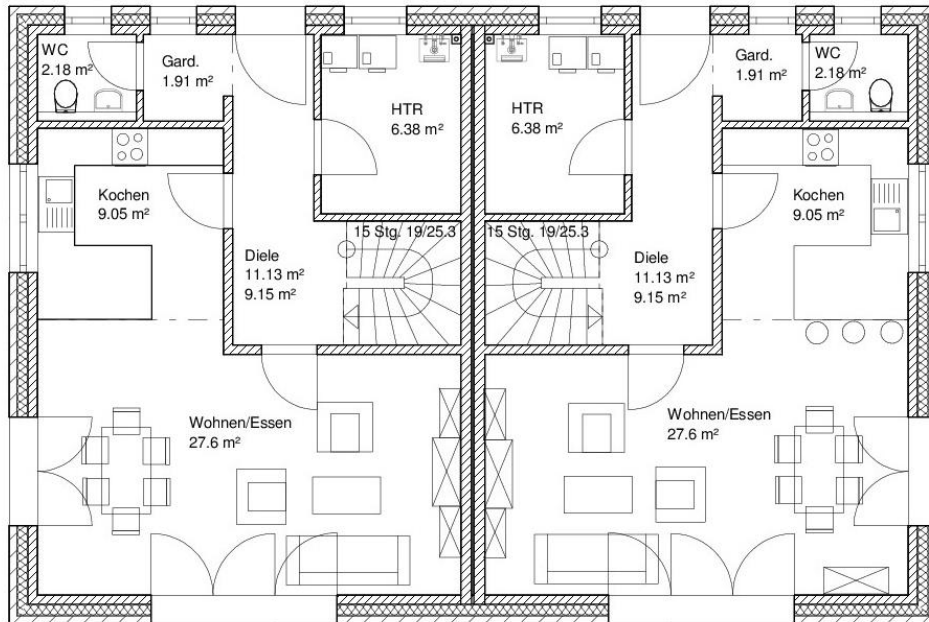 WC
2.18 m²
Gard.
1.91 m²
HTR
6.38 m²
Kochen
9.05 m²
15 Stg. 19/25.3
Diele
11.13 m²
9.15 m²
Wohnen/Essen
27.6 m²
HTR
6.38 m²
Gard.
1.91 m²
WC
2.18 m²
Kochen
9.05 m²
15 Stg. 19/25.3
Diele
11.13 m²
9.15 m²
Wohnen/Essen
27.6 m²